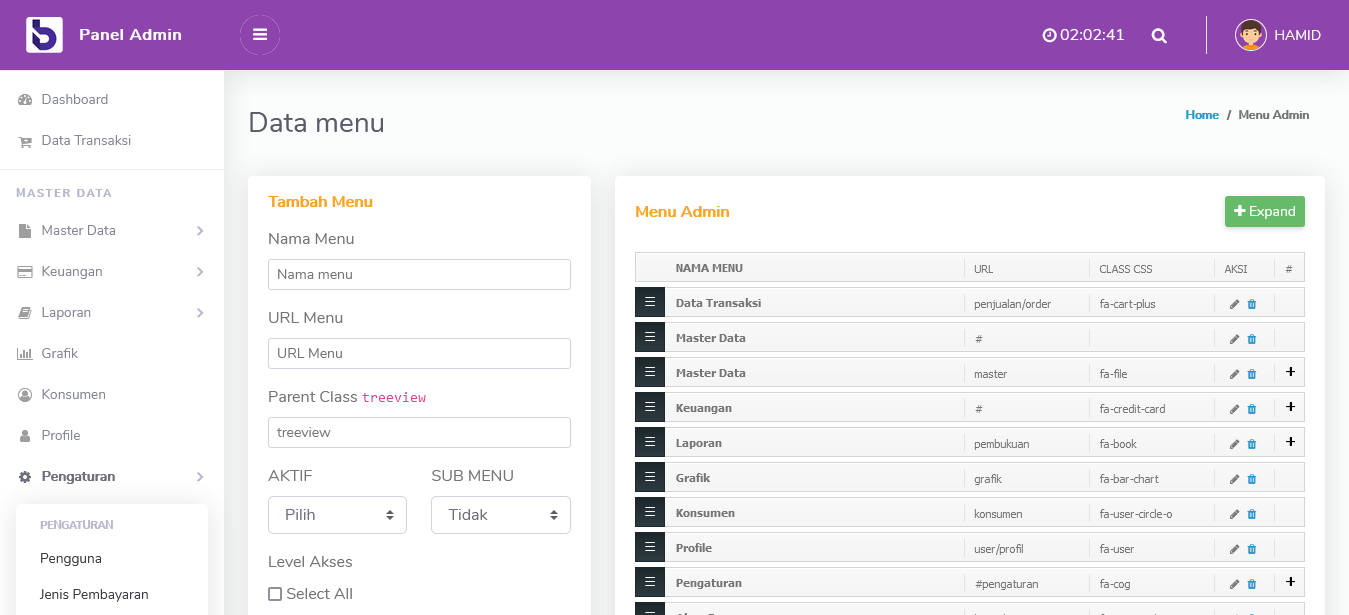 Panel Admin
02:02:41
HAMID
Dashboard
Data Transaksi
MASTER DATA
Master Data
Keuangan
Laporan
Grafik
Konsumen
Profile
Pengaturan
PENGATURAN
Pengguna
Jenis Pembayaran
Data menu
Home / Menu Admin
Tambah Menu
Nama Menu
Nama menu
URL Menu
URL Menu
Parent Class treeview
treeview
AKTIF SUB MENU
Pilih Tidak
Level Akses
Select All
Menu Admin
Expand
NAMA MENU URL CLASS CSS AKSI #
Data Transaksi penjualan/order fa-cart-plus
Master Data #
Master Data master fa-file
Keuangan # fa-credit-card
Laporan pembukuan fa-book
Grafik grafik fa-bar-chart
Konsumen konsumen fa-user-circle-o
Profile user/profil fa-user
Pengaturan #pengaturan fa-cog